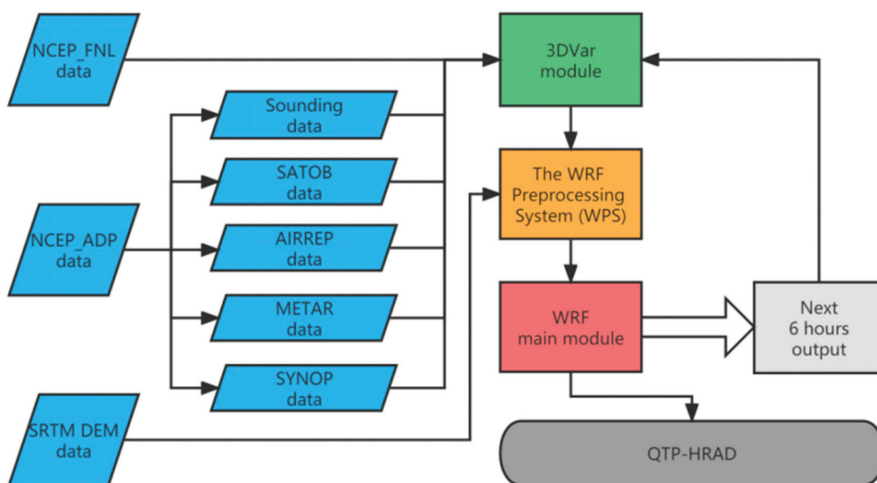 NCEP_FNL
data
3DVar
module
Sounding
data
SATOB
data
The WRF
Preprocessing
System (WPS)
NCEP_ADP
data
AIRREP
data
METAR
data
WRF
main module
Next
6 hours
output
SYNOP
data
SRTM DEM
data
QTP-HRAD